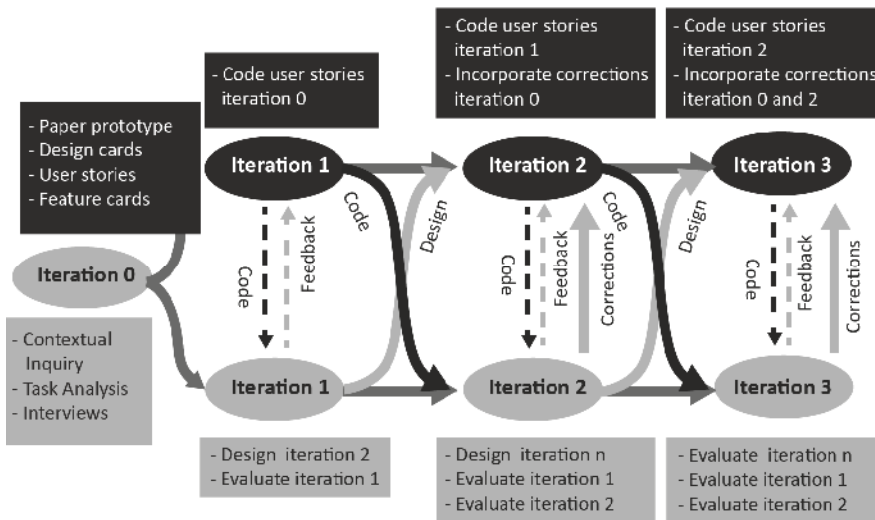 - Code user stories
iteration 0
- Code user stories
iteration 1
- Incorporate corrections
iteration 0
- Code user stories
iteration 2
- Incorporate corrections
iteration 0 and 2
- Paper prototype
- Design cards
- User stories
- Feature cards
Iteration 1
Iteration 2
Iteration 3
Code
Feedback
Code
Design
Code
Feedback
Corrections
Code
Design
Code
Feedback
Corrections
Iteration 0
- Contextual
Inquiry
- Task Analysis
- Interviews
Iteration 1
Iteration 2
Iteration 3
- Design iteration 2
- Evaluate iteration 1
- Design iteration n
- Evaluate iteration 1
- Evaluate iteration 2
- Evaluate iteration n
- Evaluate iteration 1
- Evaluate iteration 2